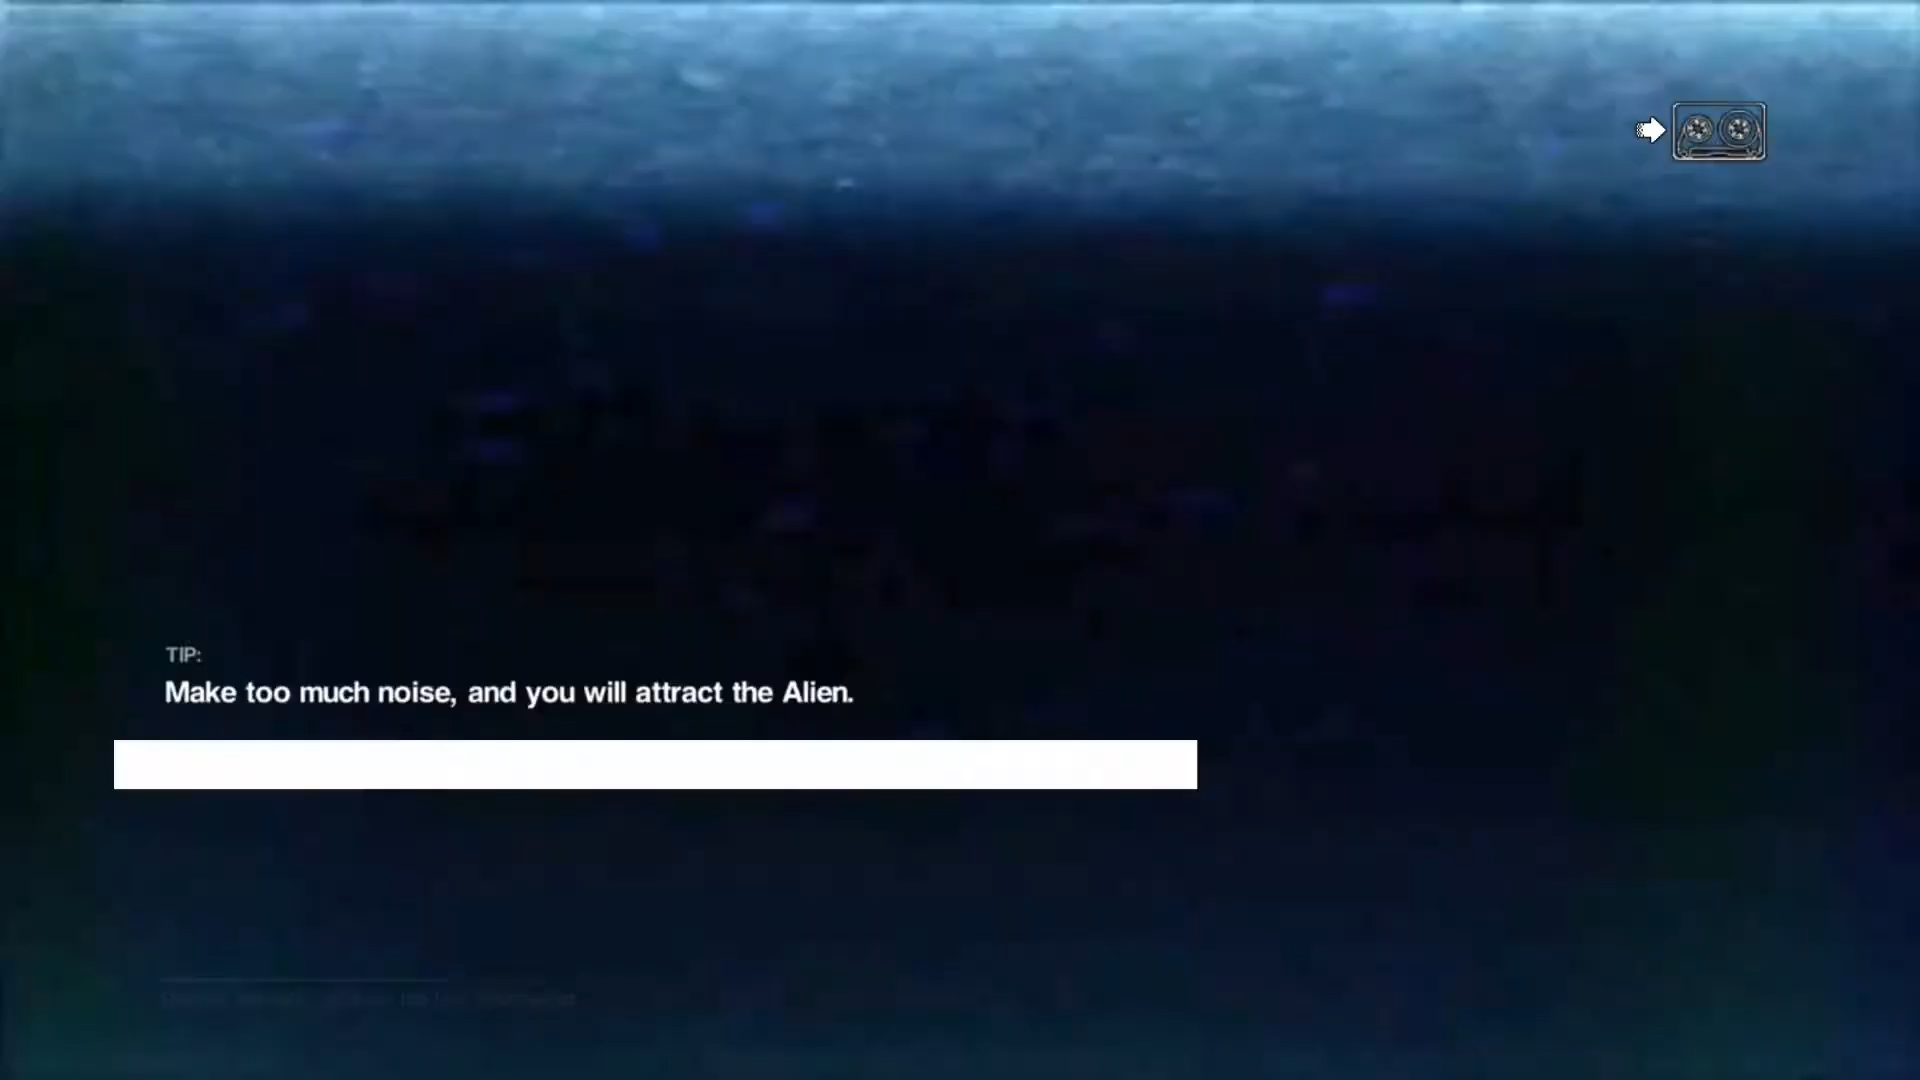 TIP:
Make too much noise, and you will attract the Alien.